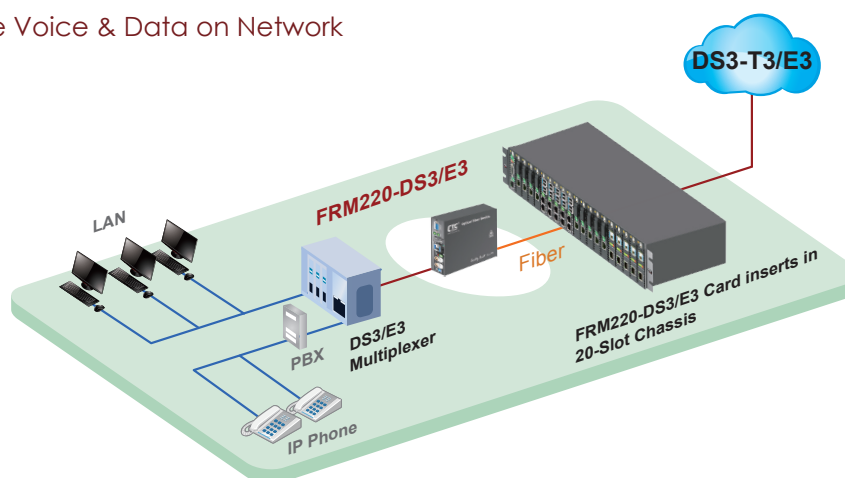 e Voice & Data on Network
DS3-T3/E3
FRM220-DS3/E3
LAN
CTS
Fiber
FRM220-DS3/E3 Card inserts in
20-Slot Chassis
DS3/E3
Multiplexer
PBX
IP Phone